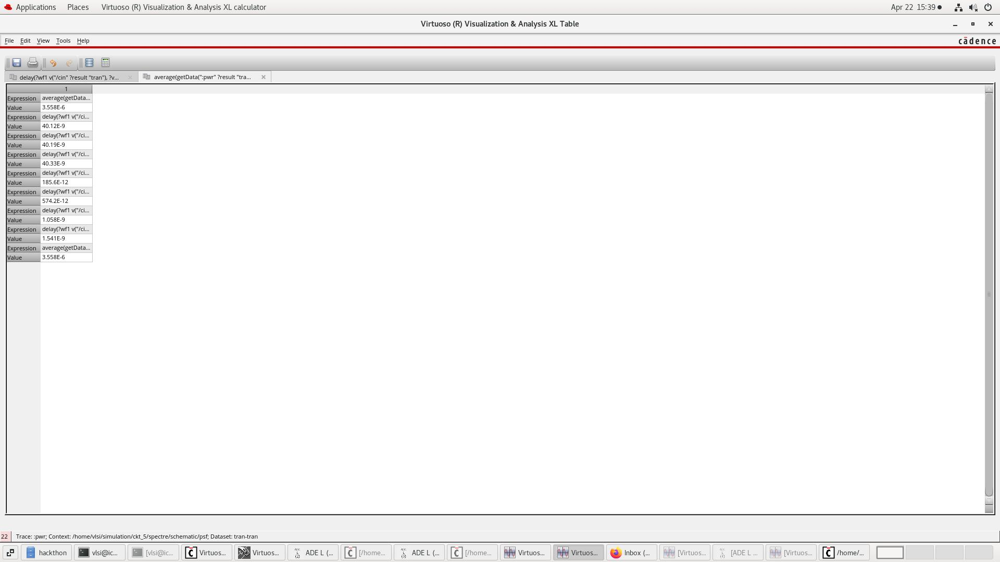 Applications Places Virtuoso (R) Visualization & Analysis XL calculator Apr 22 15:39
Virtuoso (R) Visualization & Analysis XL Table
File Edit View Tools Help cādence
delay(?wf1 v("/cin" ?result "tran"), ?v... average(getData(":pwr" ?result "tra...
1
Expression average(getData...
Value 3.558E-6
Expression delay(?wf1 v("/ci...
Value 40.12E-9
Expression delay(?wf1 v("/ci...
Value 40.19E-9
Expression delay(?wf1 v("/ci...
Value 40.33E-9
Expression delay(?wf1 v("/ci...
Value 185.6E-12
Expression delay(?wf1 v("/ci...
Value 574.2E-12
Expression delay(?wf1 v("/ci...
Value 1.058E-9
Expression delay(?wf1 v("/ci...
Value 1.541E-9
Expression average(getData...
Value 3.558E-6
22 Trace: :pwr; Context: /home/vlsi/simulation/ckt_5/spectre/schematic/psf; Dataset: tran-tran
hackthon vlsi@ic... [vlsi@ic... Virtuos... Virtuos... ADE L (... [/home... ADE L (... [/home... Virtuos... Virtuos... Inbox (... [Virtuos... [ADE L ... [Virtuos... /home/...